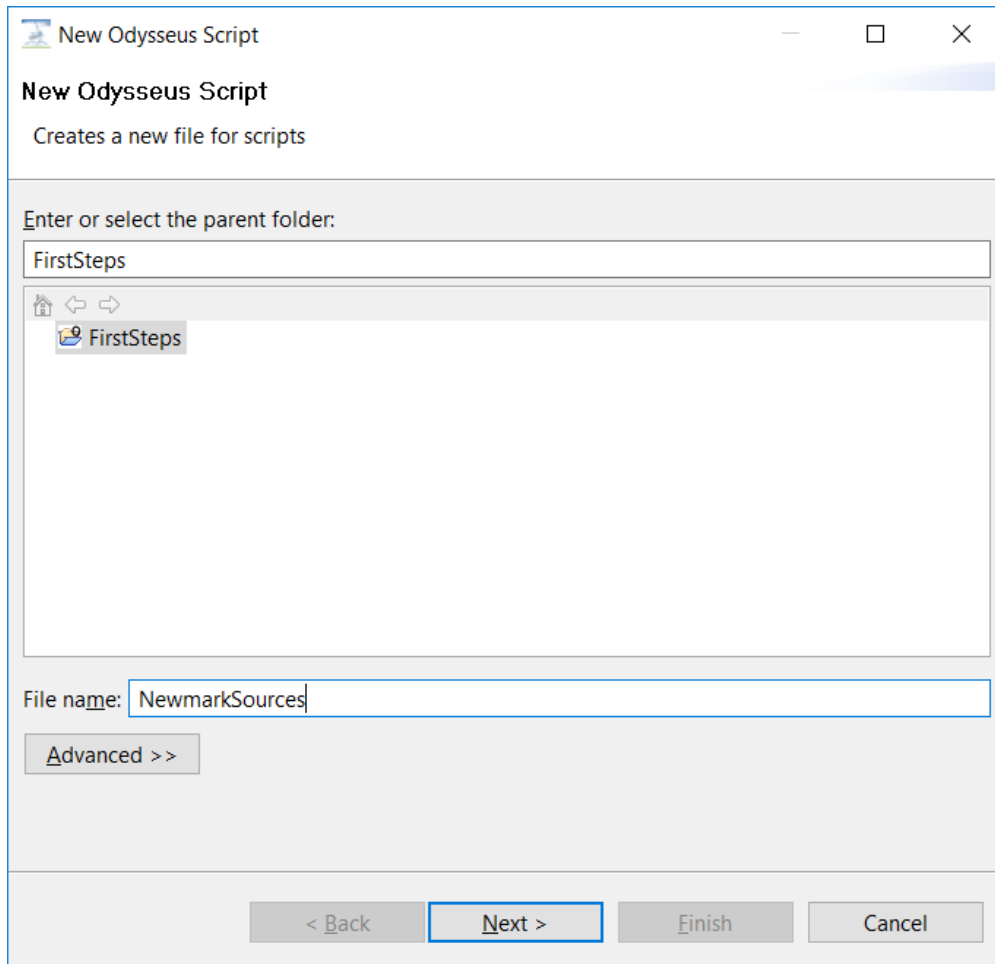 New Odysseus Script
New Odysseus Script
Creates a new file for scripts
Enter or select the parent folder:
FirstSteps
FirstSteps
File name: NewmarkSources
Advanced >>
< Back Next > Finish Cancel